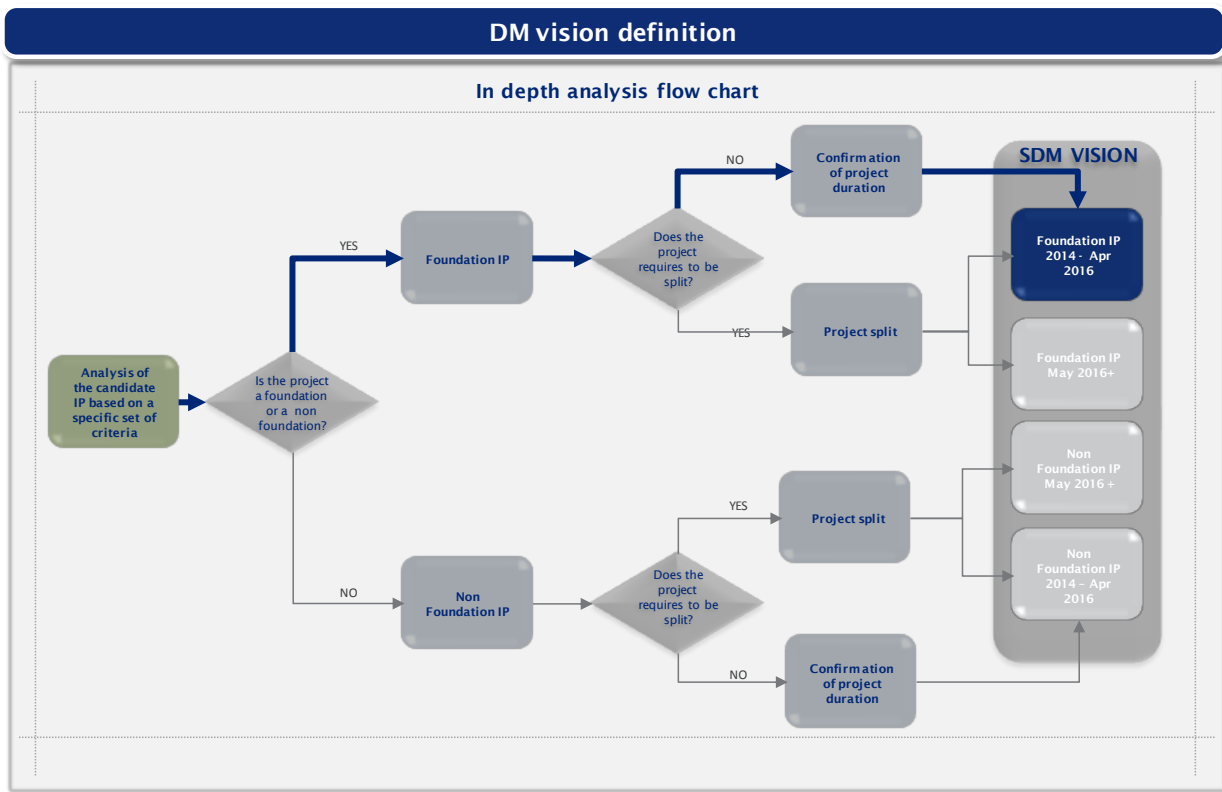 DM vision definition
In depth analysis flow chart
Analysis of
the candidate
IP based on a
specific set of
criteria
Is the project
a foundation
or a non
foundation?
YES
Foundation IP
Does the
project
requires to be
split?
NO
Confirmation
of project
duration
YES
Project split
NO
Non
Foundation IP
Does the
project
requires to be
split?
YES
Project split
NO
Confirmation
of project
duration
SDM VISION
Foundation IP
2014 - Apr
2016
Foundation IP
May 2016+
Non
Foundation IP
May 2016 +
Non
Foundation IP
2014 – Apr
2016